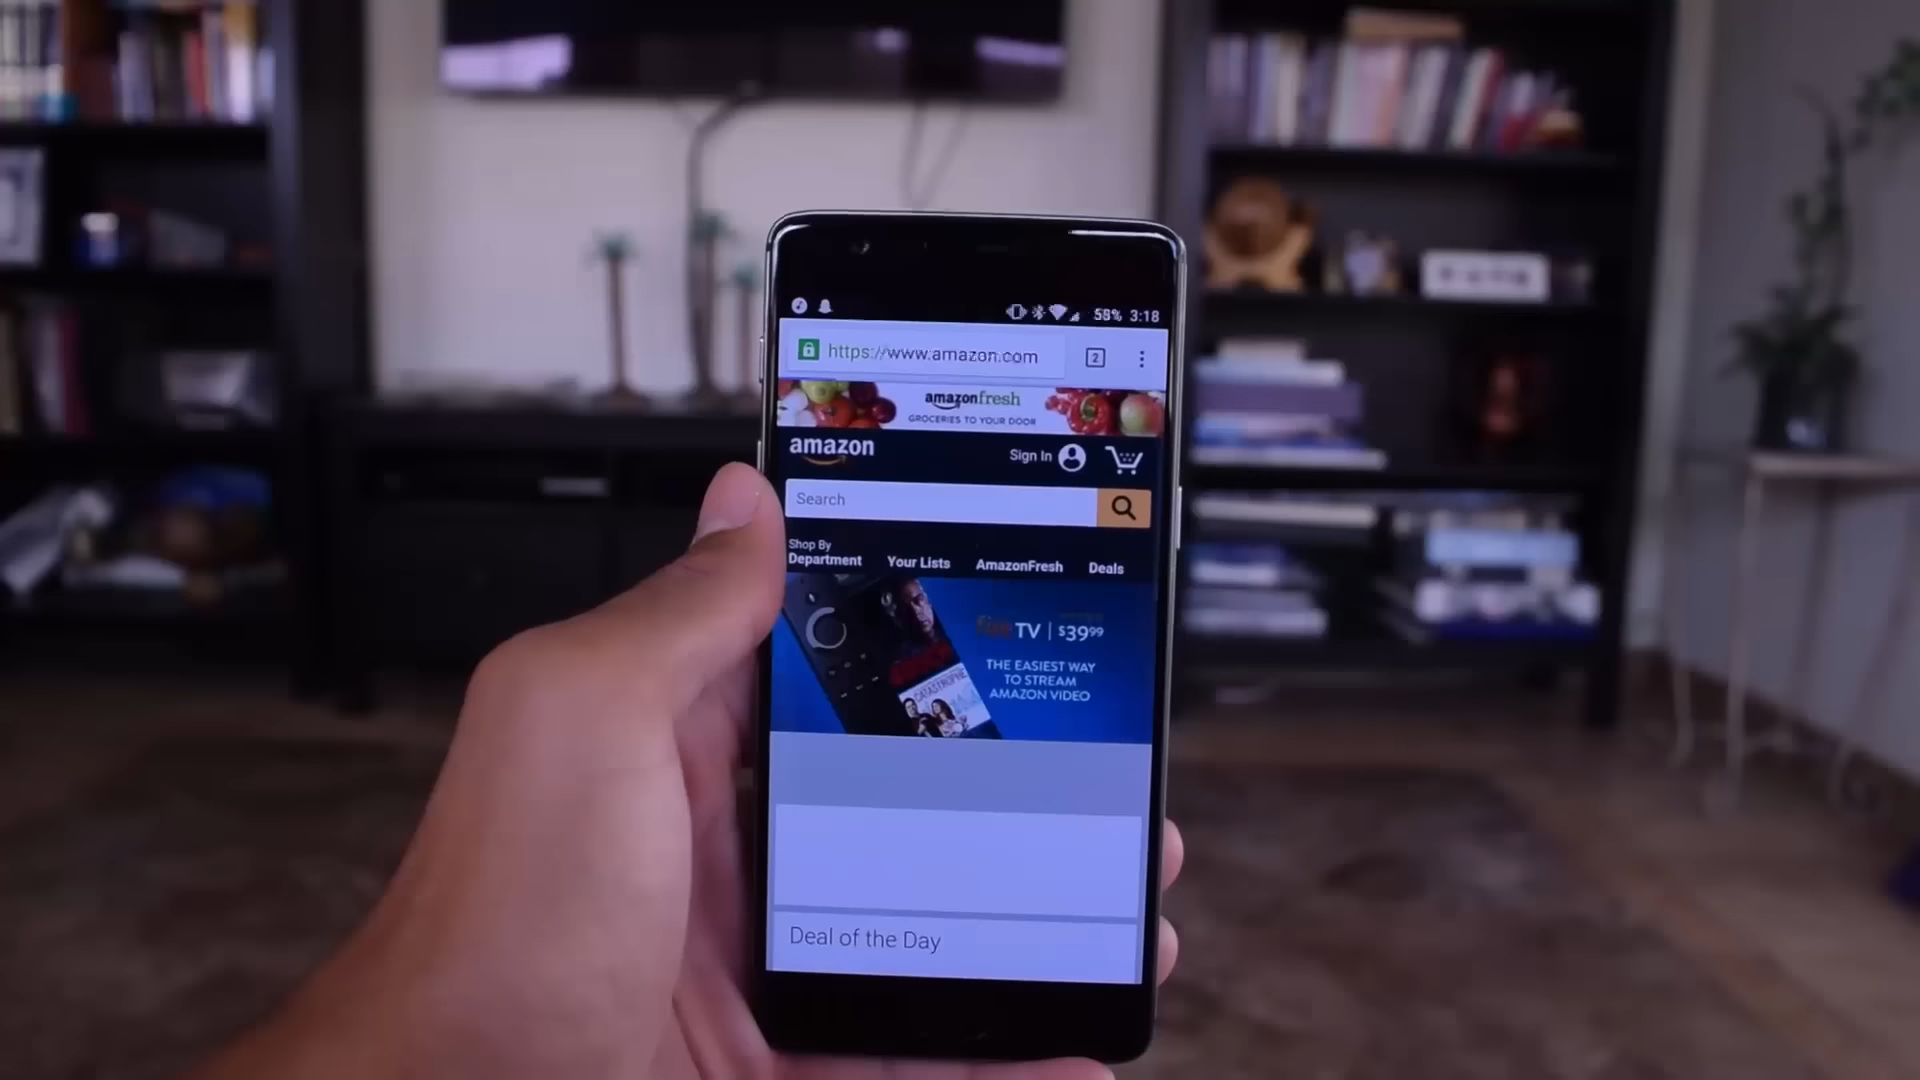 58% 3:18
https://www.amazon.com
2
amazonfresh
GROCERIES TO YOUR DOOR
amazon
Sign In
Search
Shop By
Department Your Lists AmazonFresh Deals
fire TV | $39.99
THE EASIEST WAY
TO STREAM
AMAZON VIDEO
CATASTROPHE
Deal of the Day